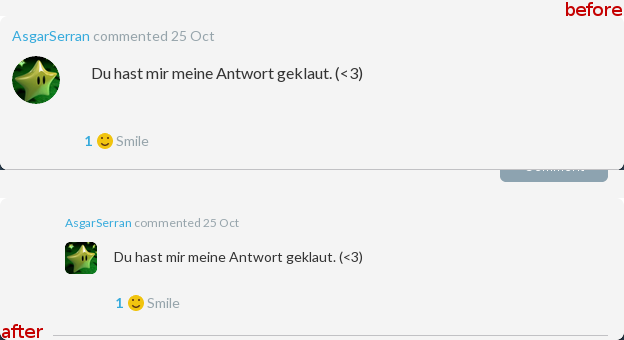 before
AsgarSerran commented 25 Oct
Du hast mir meine Antwort geklaut. (<3)
1 Smile
Comment
AsgarSerran commented 25 Oct
Du hast mir meine Antwort geklaut. (<3)
1 Smile
after